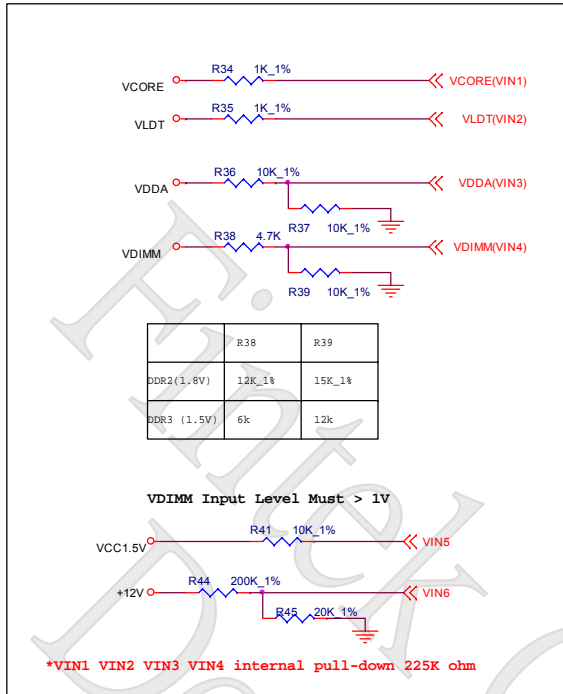 R34 1K_1%
VCORE VCORE(VIN1)
R35 1K_1%
VLDT VLDT(VIN2)
R36 10K_1%
VDDA VDDA(VIN3)
R37 10K_1%
R38 4.7K
VDIMM VDIMM(VIN4)
R39 10K_1%
R38 R39
DDR2(1.8V) 12K_1% 15K_1%
DDR3 (1.5V) 6k 12k
VDIMM Input Level Must > 1V
R41 10K_1%
VCC1.5V VIN5
R44 200K_1%
+12V VIN6
R45 20K_1%
*VIN1 VIN2 VIN3 VIN4 internal pull-down 225K ohm
Fintek